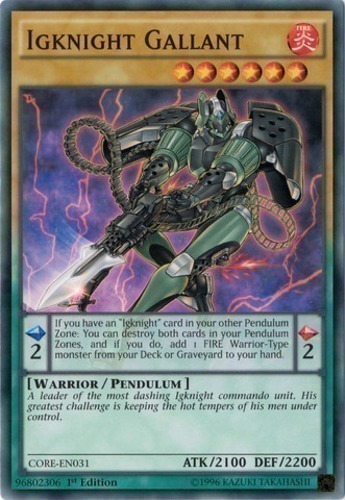 IGKNIGHT GALLANT
FIRE
炎
If you have an "Igknight" card in your other Pendulum
Zone: You can destroy both cards in your Pendulum
Zones, and if you do, add 1 FIRE Warrior-Type
monster from your Deck or Graveyard to your hand.
2
2
[WARRIOR / PENDULUM]
A leader of the most dashing Igknight commando unit. His
greatest challenge is keeping the hot tempers of his men under
control.
CORE-EN031
ATK/2100 DEF/2200
96802306
1st Edition
©1996 KAZUKI TAKAHASHI